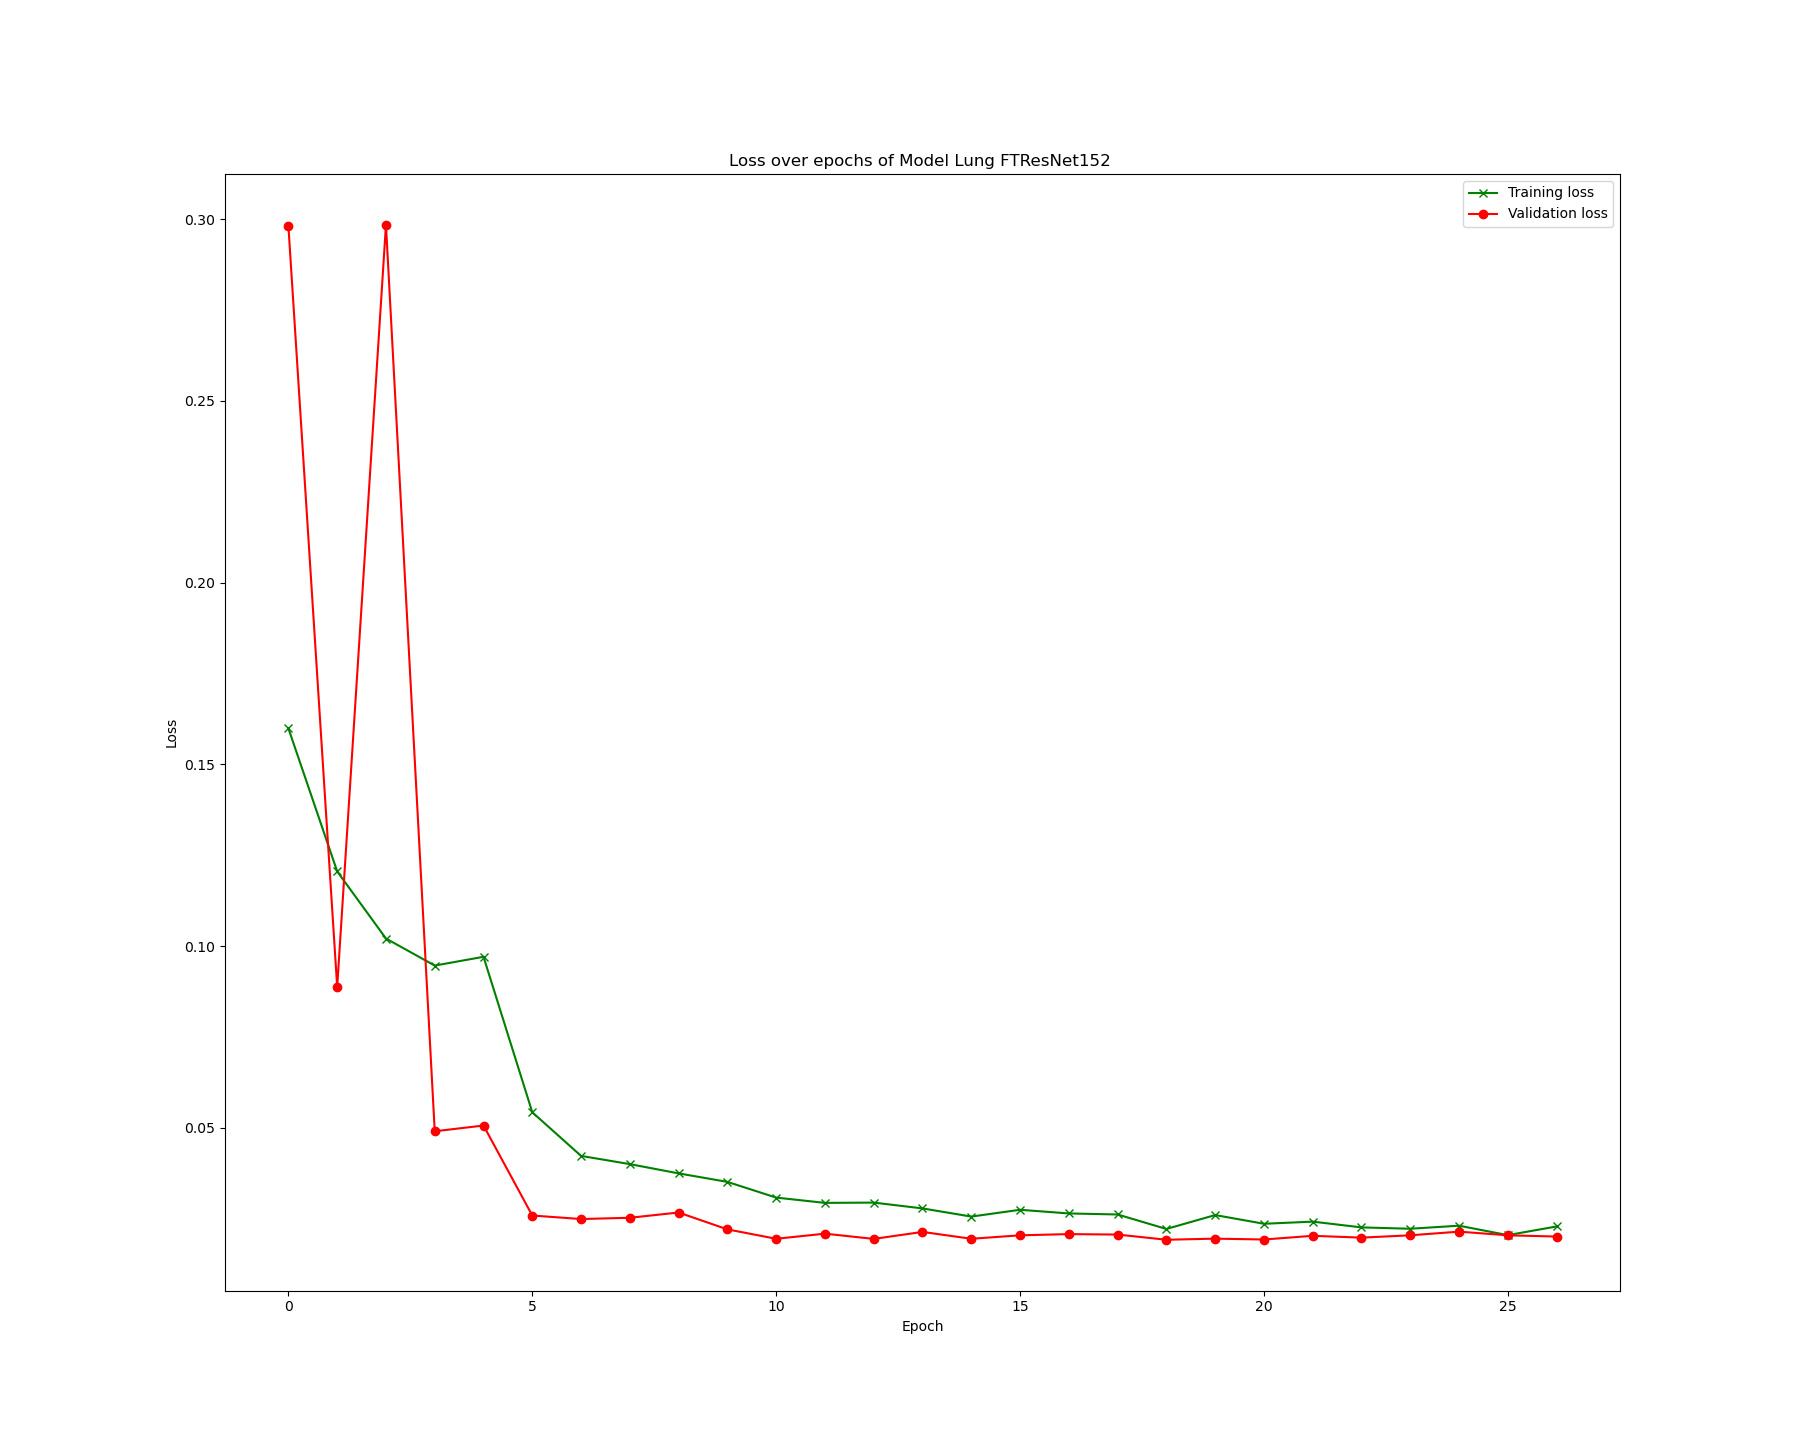 Loss over epochs of Model Lung FTResNet152
Training loss
Validation loss
0.30
0.25
0.20
0.15
0.10
0.05
Loss
0 5 10 15 20 25
Epoch